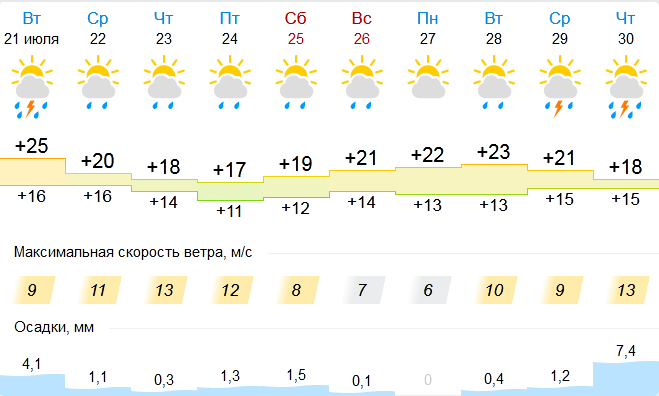 Вт Ср Чт Пт Сб Вс Пн Вт Ср Чт
21 июля 22 23 24 25 26 27 28 29 30
+25 +20 +18 +17 +19 +21 +22 +23 +21 +18
+16 +16 +14 +11 +12 +14 +13 +13 +15 +15
Максимальная скорость ветра, м/с
9 11 13 12 8 7 6 10 9 13
Осадки, мм
4,1 1,1 0,3 1,3 1,5 0,1 0 0,4 1,2 7,4